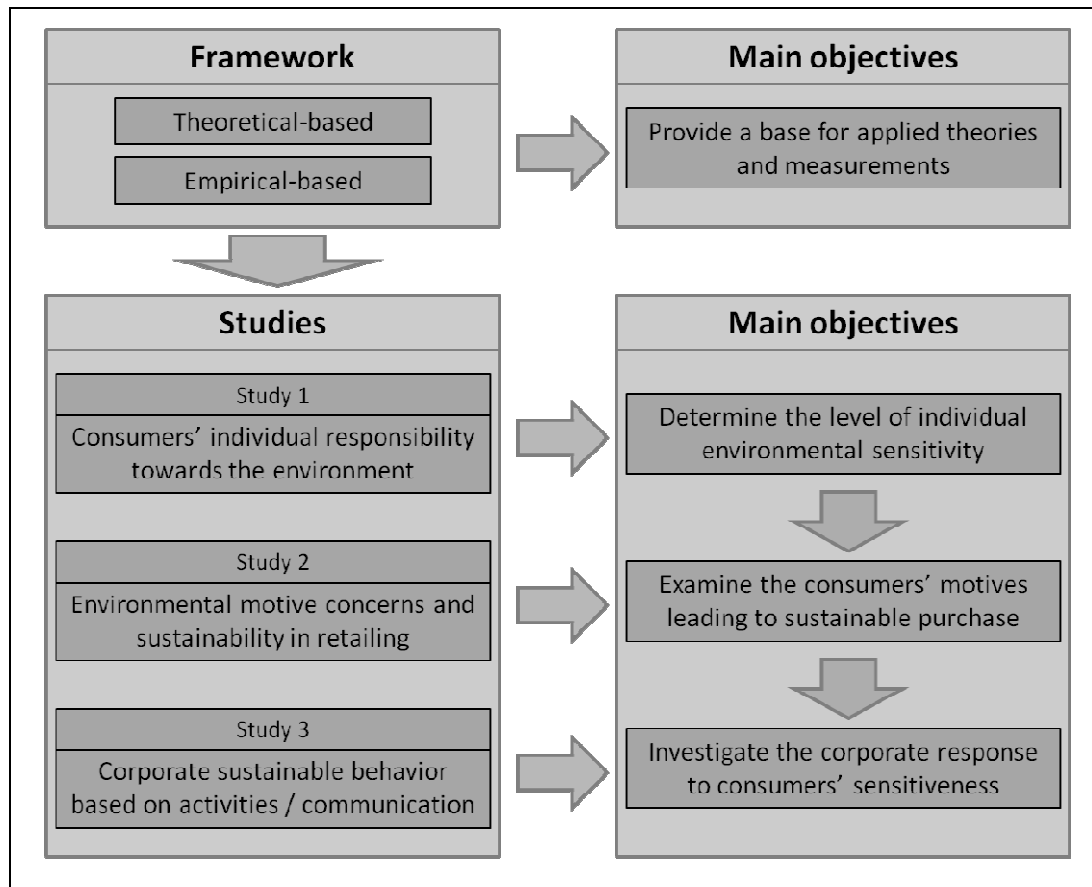 Framework
Theoretical-based
Empirical-based
Main objectives
Provide a base for applied theories
and measurements
Studies
Study 1
Consumers' individual responsibility
towards the environment
Study 2
Environmental motive concerns and
sustainability in retailing
Study 3
Corporate sustainable behavior
based on activities / communication
Main objectives
Determine the level of individual
environmental sensitivity
Examine the consumers' motives
leading to sustainable purchase
Investigate the corporate response
to consumers' sensitiveness